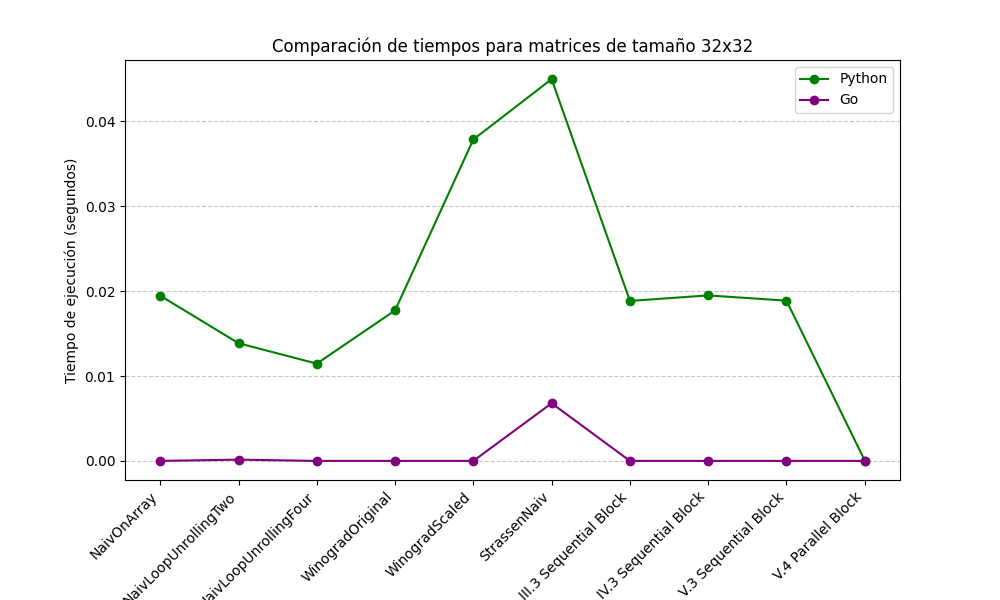 Comparación de tiempos para matrices de tamaño 32x32
Python
Go
Tiempo de ejecución (segundos)
0.04
0.03
0.02
0.01
0.00
NaivOnArray
NaivLoopUnrollingTwo
NaivLoopUnrollingFour
WinogradOriginal
WinogradScaled
StrassenNaiv
III.3 Sequential Block
IV.3 Sequential Block
V.3 Sequential Block
V.4 Parallel Block